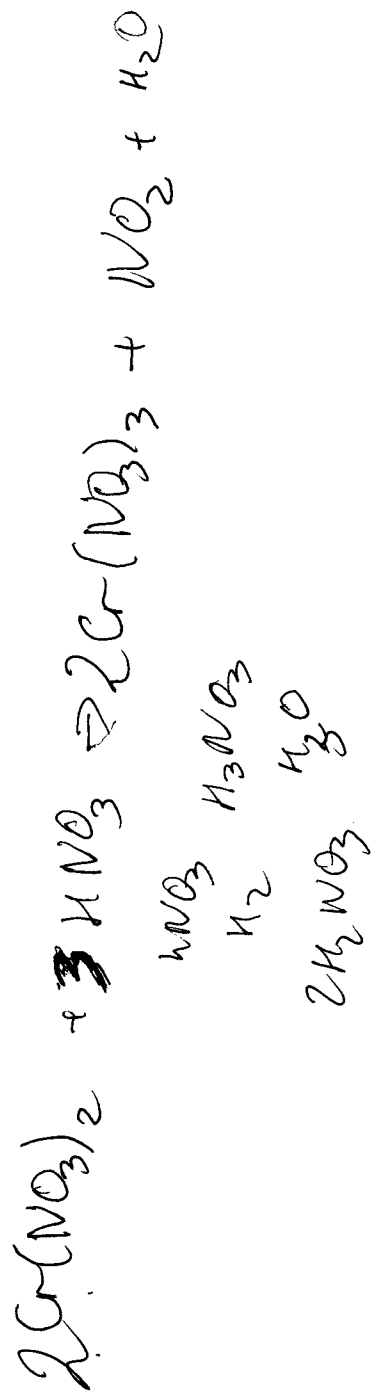 2Cr(NO₃)₂ + 3HNO₃ ⇒ 2Cr(NO₃)₃ + NO₂ + H₂O
hNO₃ H₃NO₃
H₂
2H₂NO₃ H₃O